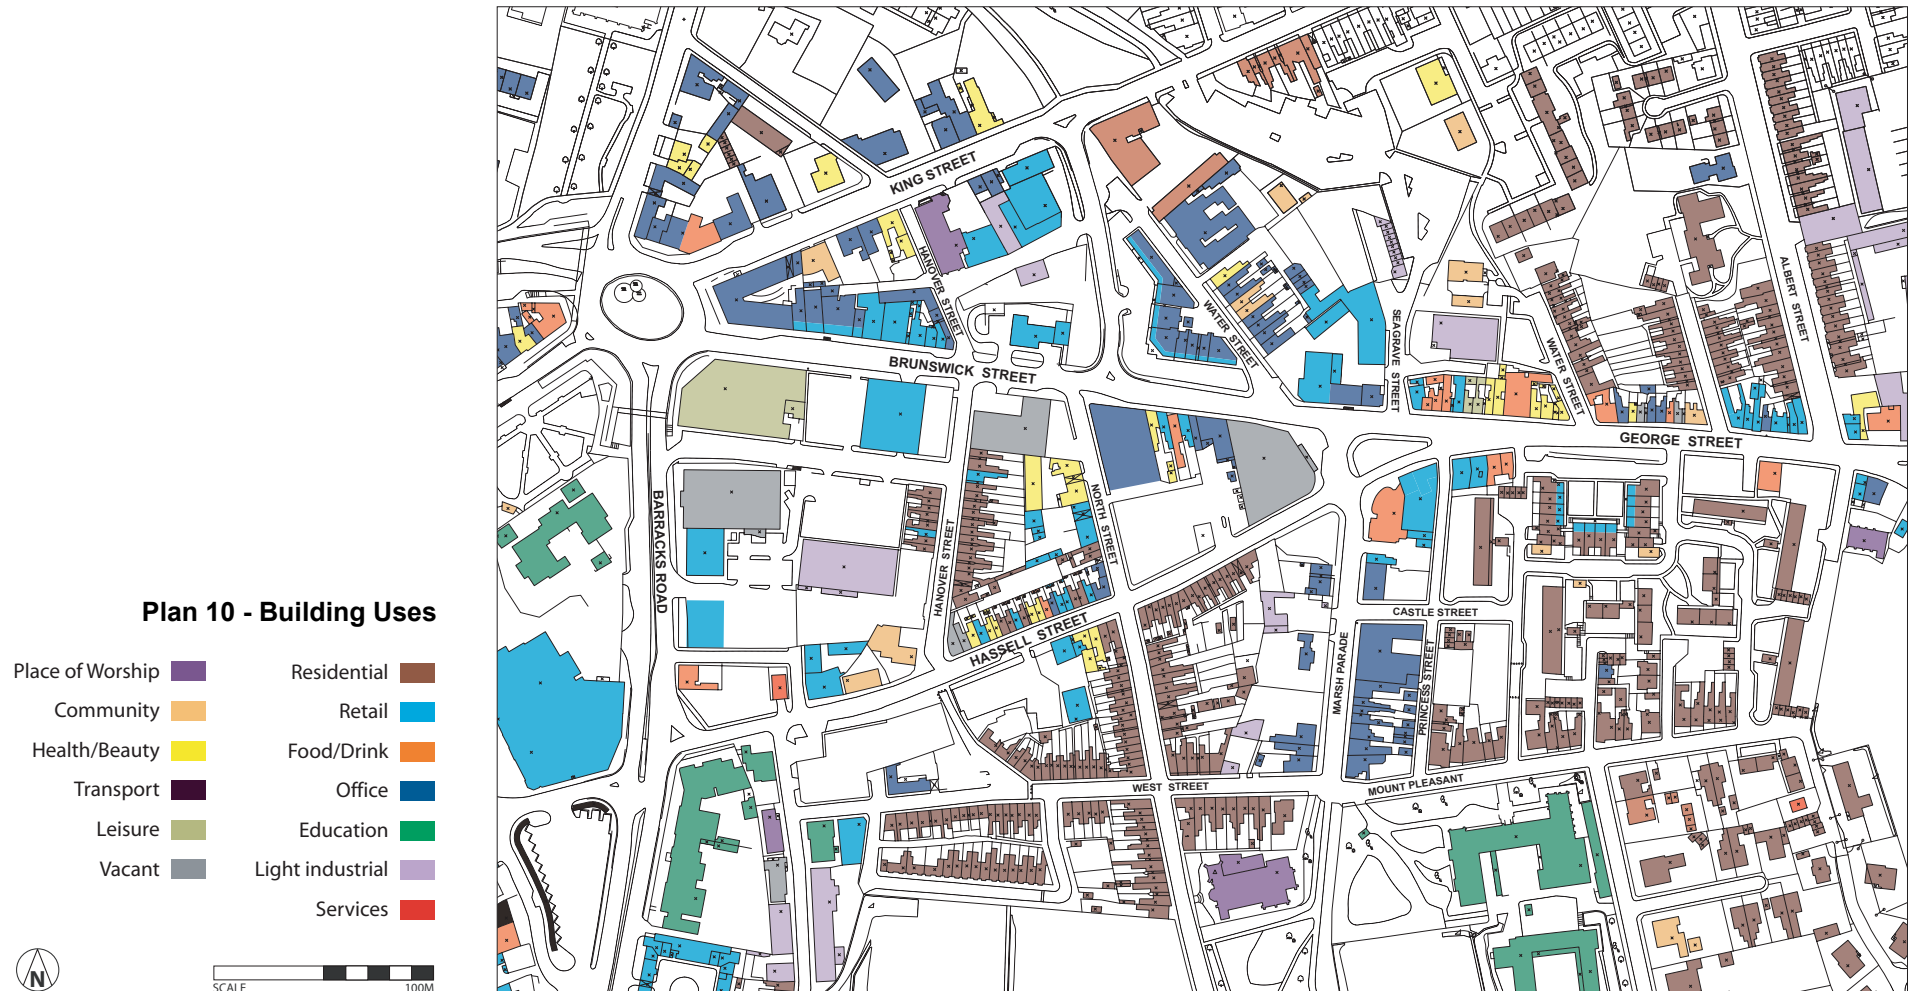 Plan 10 - Building Uses
Place of Worship
Community
Health/Beauty
Transport
Leisure
Vacant
Residential
Retail
Food/Drink
Office
Education
Light industrial
Services
N
SCALE
100M
KING STREET
HANOVER STREET
BRUNSWICK STREET
WATER STREET
SEAGRAVE STREET
WATER STREET
ALBERT STREET
GEORGE STREET
BARRACKS ROAD
HANOVER STREET
NORTH STREET
HASSELL STREET
CASTLE STREET
MARSH PARADE
PRINCESS STREET
WEST STREET
MOUNT PLEASANT